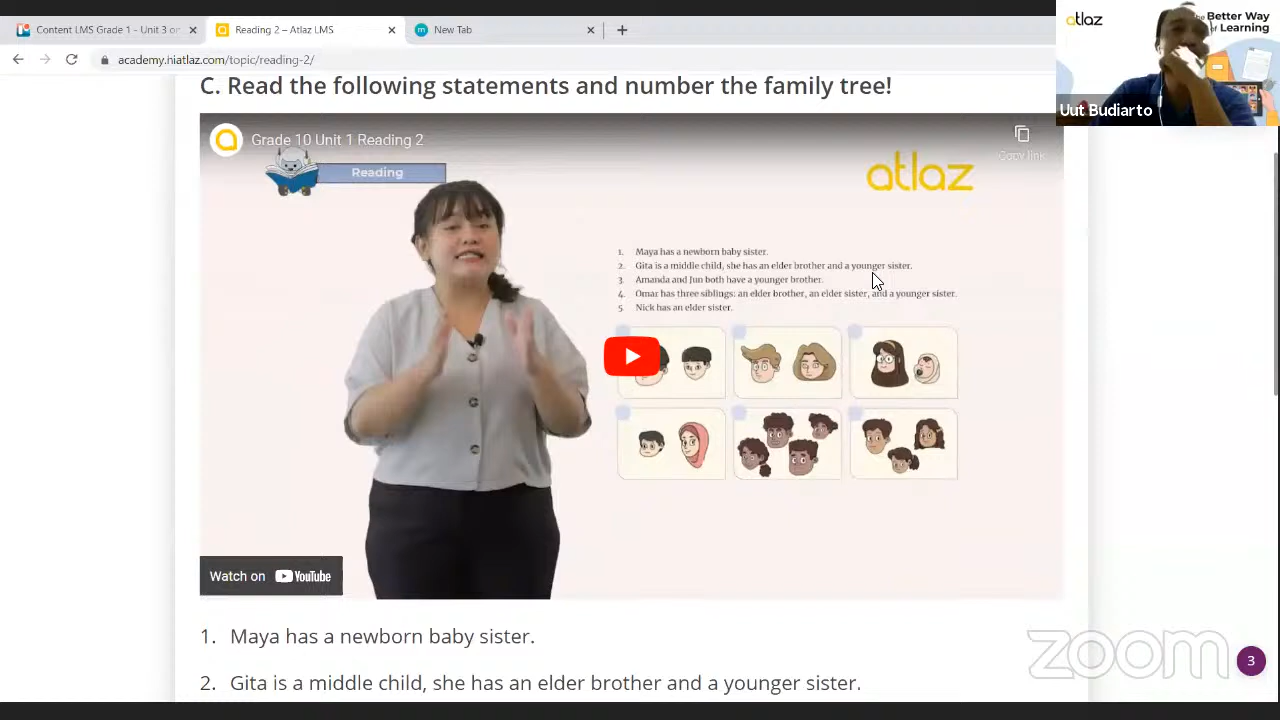 Content LMS Grade 1 - Unit 3 or
Reading 2 – Atlaz LMS
New Tab
academy.hiatlaz.com/topic/reading-2/
atlaz
Better Way
of Learning
Uut Budiarto
C. Read the following statements and number the family tree!
Grade 10 Unit 1 Reading 2
Copy link
Reading
atlaz
1. Maya has a newborn baby sister.
2. Gita is a middle child, she has an elder brother and a younger sister.
3. Amanda and Jun both have a younger brother.
4. Omar has three siblings: an elder brother, an elder sister, and a younger sister.
5. Nick has an elder sister.
Watch on YouTube
1. Maya has a newborn baby sister.
2. Gita is a middle child, she has an elder brother and a younger sister.
zoom
3